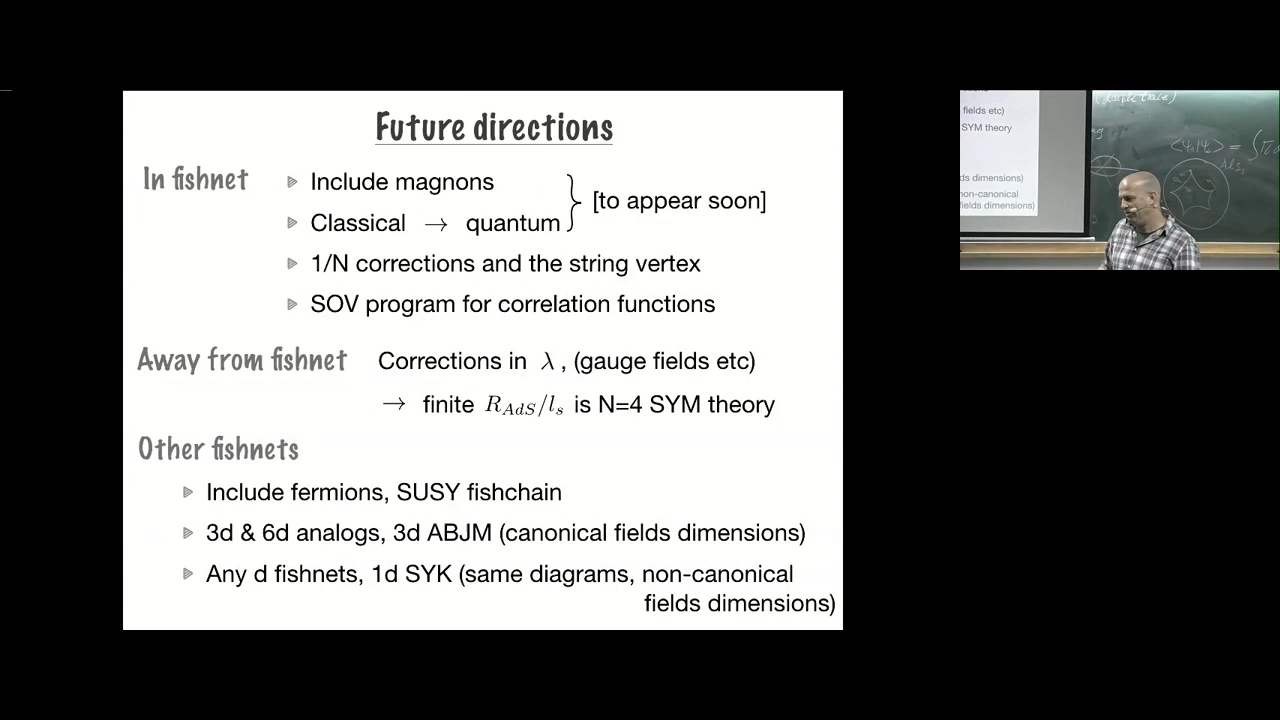 Future directions
In fishnet
▹ Include magnons
▹ Classical → quantum
[to appear soon]
▹ 1/N corrections and the string vertex
▹ SOV program for correlation functions
Away from fishnet Corrections in λ , (gauge fields etc)
→ finite R_{AdS}/l_s is N=4 SYM theory
Other fishnets
▹ Include fermions, SUSY fishchain
▹ 3d & 6d analogs, 3d ABJM (canonical fields dimensions)
▹ Any d fishnets, 1d SYK (same diagrams, non-canonical
fields dimensions)
fields etc)
SYM theory
ds dimensions)
non-canonical
fields dimensions)